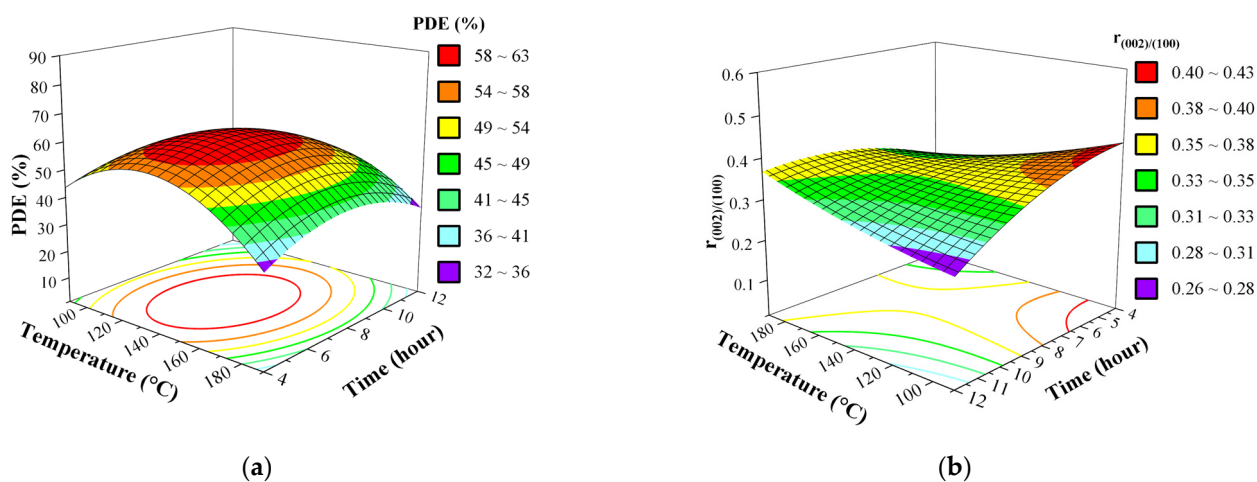 PDE (%)
58 ~ 63
54 ~ 58
49 ~ 54
45 ~ 49
41 ~ 45
36 ~ 41
32 ~ 36
90
80
70
60
50
40
30
20
10
PDE (%)
100
120
140
160
180
Temperature (°C)
4
6
8
10
12
Time (hour)
(a)
r(002)/(100)
0.40 ~ 0.43
0.38 ~ 0.40
0.35 ~ 0.38
0.33 ~ 0.35
0.31 ~ 0.33
0.28 ~ 0.31
0.26 ~ 0.28
0.6
0.5
0.4
0.3
0.2
0.1
r(002)/(100)
180
160
140
120
100
Temperature (°C)
12
11
10
9
8
7
6
5
4
Time (hour)
(b)